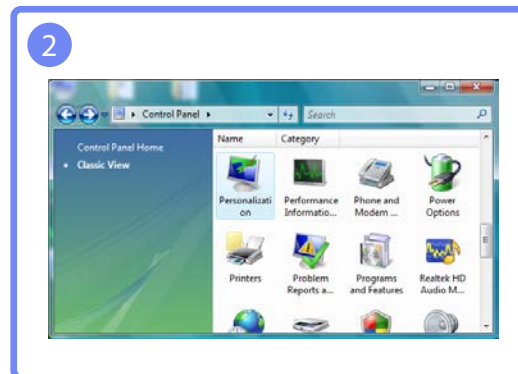 2
Control Panel
Search
Control Panel Home
Classic View
Name Category
Personalizati
on
Performance
Informatio...
Phone and
Modem ...
Power
Options
Printers
Problem
Reports a...
Programs
and Features
Realtek HD
Audio M...